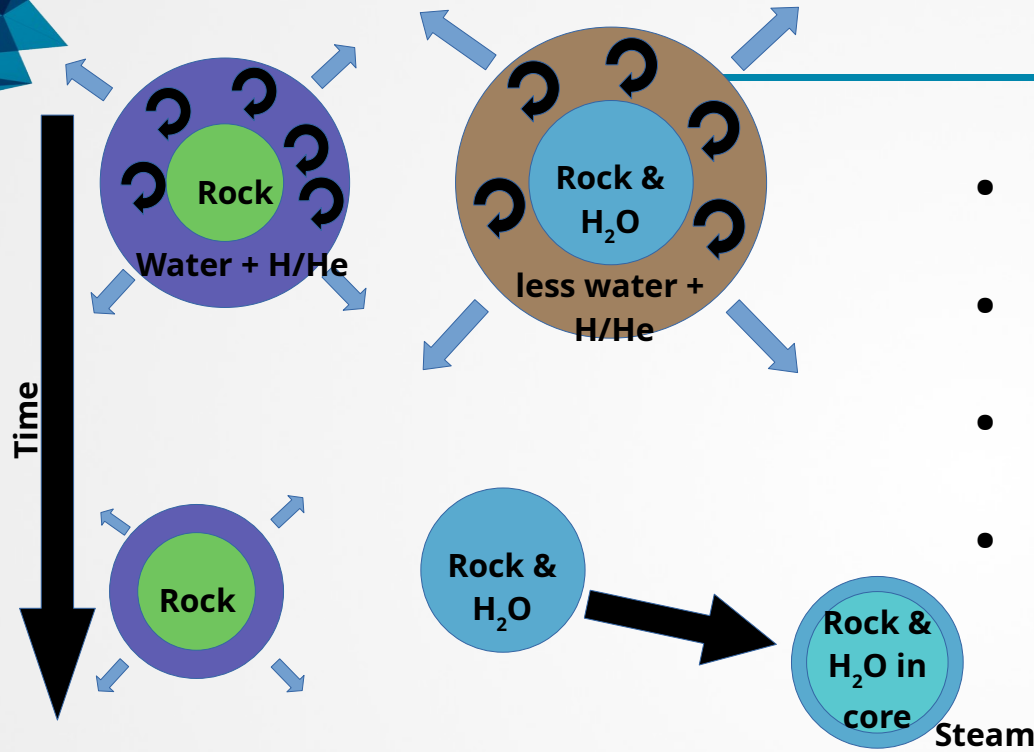 Rock
Water + H/He
Rock &
H₂O
less water +
H/He
Time
Rock
Rock &
H₂O
Rock &
H₂O in
core
Steam